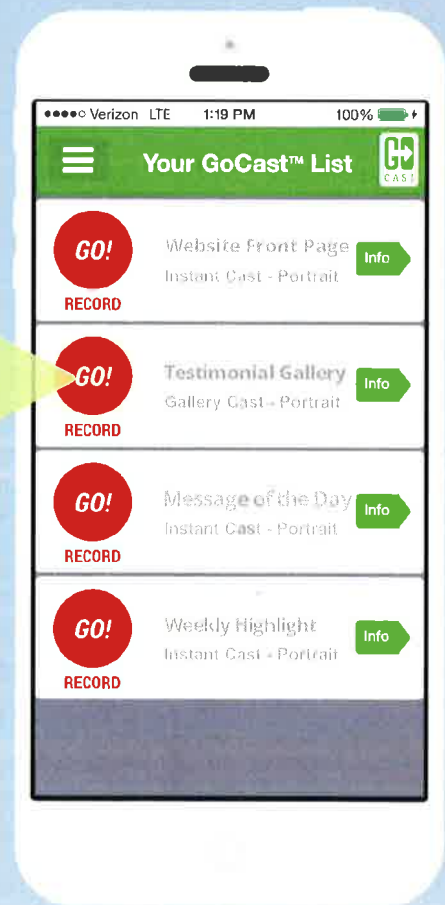 Verizon LTE 1:19 PM 100%
Your GoCast™ List
GO CAST
GO!
RECORD
Website Front Page
Instant Cast - Portrait
Info
GO!
RECORD
Testimonial Gallery
Gallery Cast - Portrait
Info
GO!
RECORD
Message of the Day
Instant Cast - Portrait
Info
GO!
RECORD
Weekly Highlight
Instant Cast - Portrait
Info